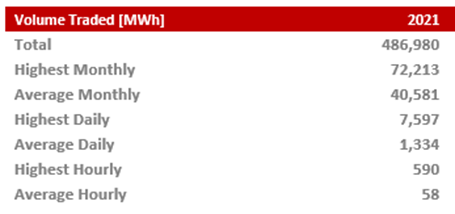 Volume Traded [MWh] 2021
Total 486,980
Highest Monthly 72,213
Average Monthly 40,581
Highest Daily 7,597
Average Daily 1,334
Highest Hourly 590
Average Hourly 58